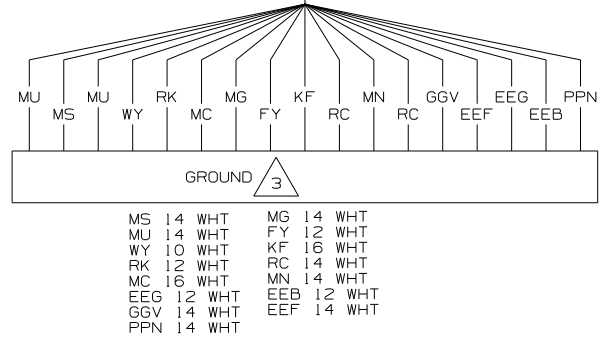 MU MU RK MG KF MN GGV EEG PPN
MS WY MC FY RC RC EEF EEB
GROUND 3
MS 14 WHT MG 14 WHT
MU 14 WHT FY 12 WHT
WY 10 WHT KF 16 WHT
RK 12 WHT RC 14 WHT
MC 16 WHT MN 14 WHT
EEG 12 WHT EEB 12 WHT
GGV 14 WHT EEF 14 WHT
PPN 14 WHT